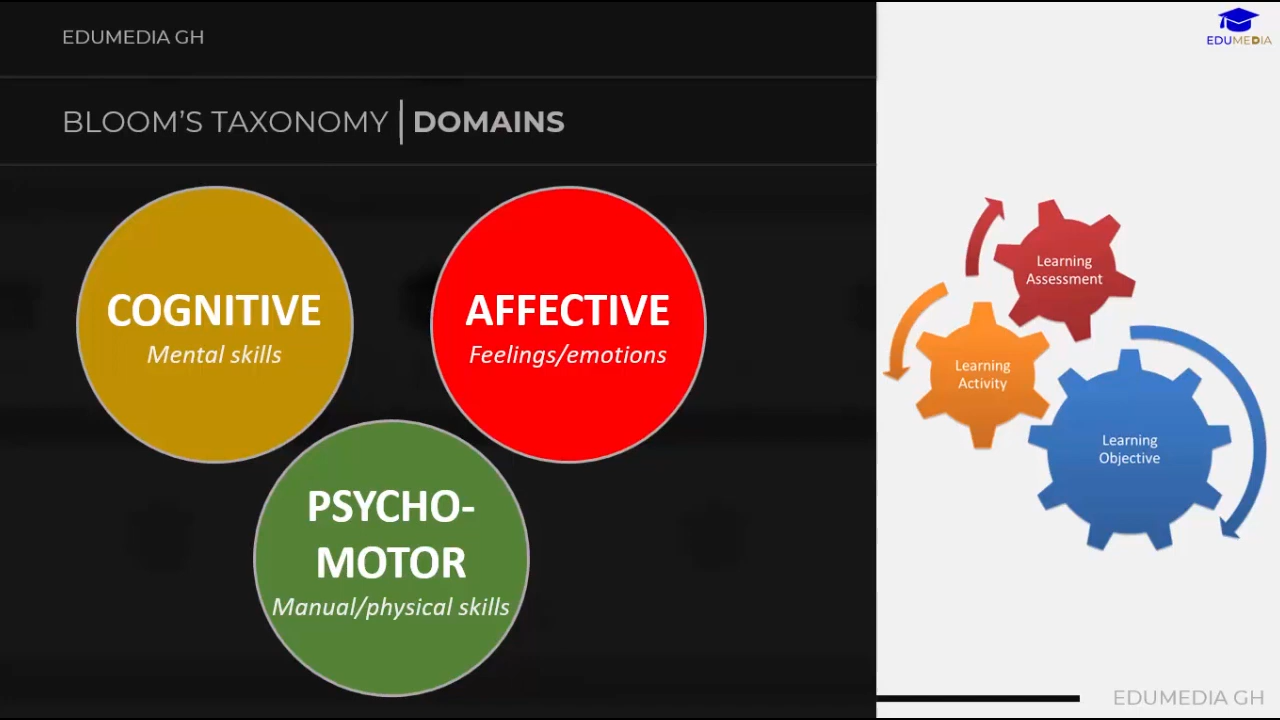 EDUMEDIA GH
BLOOM'S TAXONOMY | DOMAINS
COGNITIVE
Mental skills
AFFECTIVE
Feelings/emotions
PSYCHO-
MOTOR
Manual/physical skills
EDUMEDIA
Learning
Assessment
Learning
Activity
Learning
Objective
EDUMEDIA GH